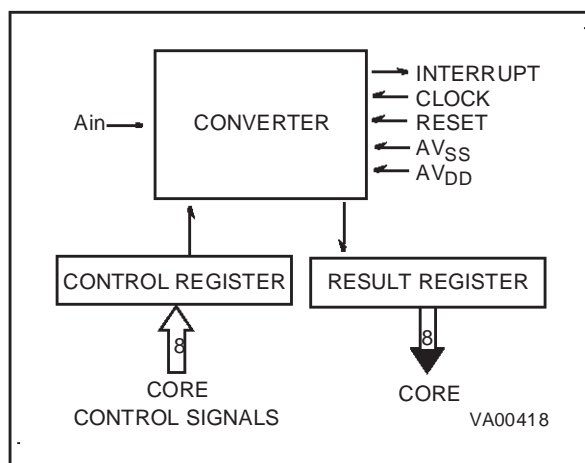 INTERRUPT
CLOCK
Ain
CONVERTER
RESET
AVSS
AVDD
CONTROL REGISTER
RESULT REGISTER
8
8
CORE
CONTROL SIGNALS
CORE
VA00418